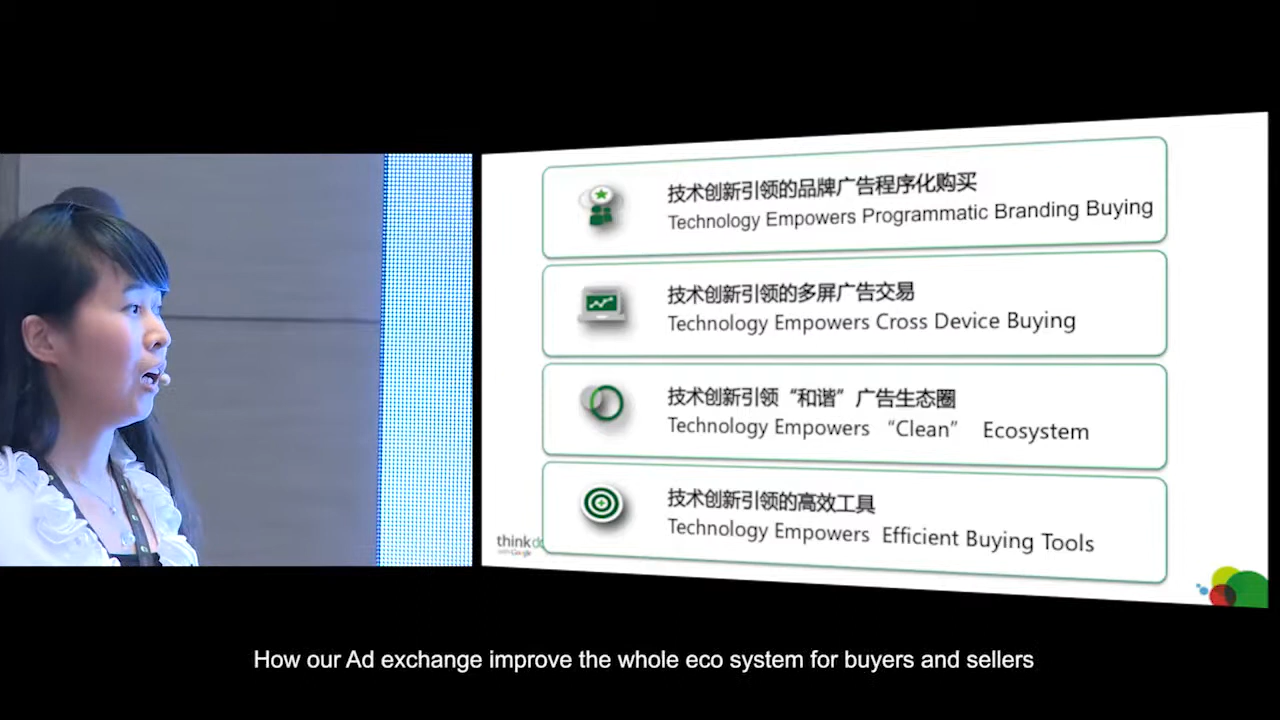 技术创新引领的品牌广告程序化购买
Technology Empowers Programmatic Branding Buying
技术创新引领的多屏广告交易
Technology Empowers Cross Device Buying
技术创新引领“和谐”广告生态圈
Technology Empowers “Clean” Ecosystem
技术创新引领的高效工具
Technology Empowers Efficient Buying Tools
think
with Google
How our Ad exchange improve the whole eco system for buyers and sellers